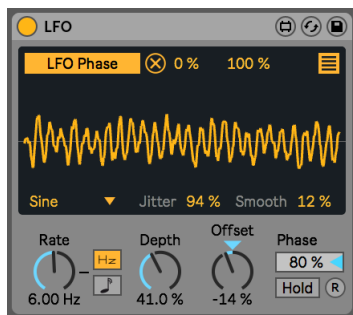 LFO
LFO Phase 0 % 100 %
Sine Jitter 94 % Smooth 12 %
Rate Depth Offset Phase
Hz 80 %
6.00 Hz 41.0 % -14 % Hold R